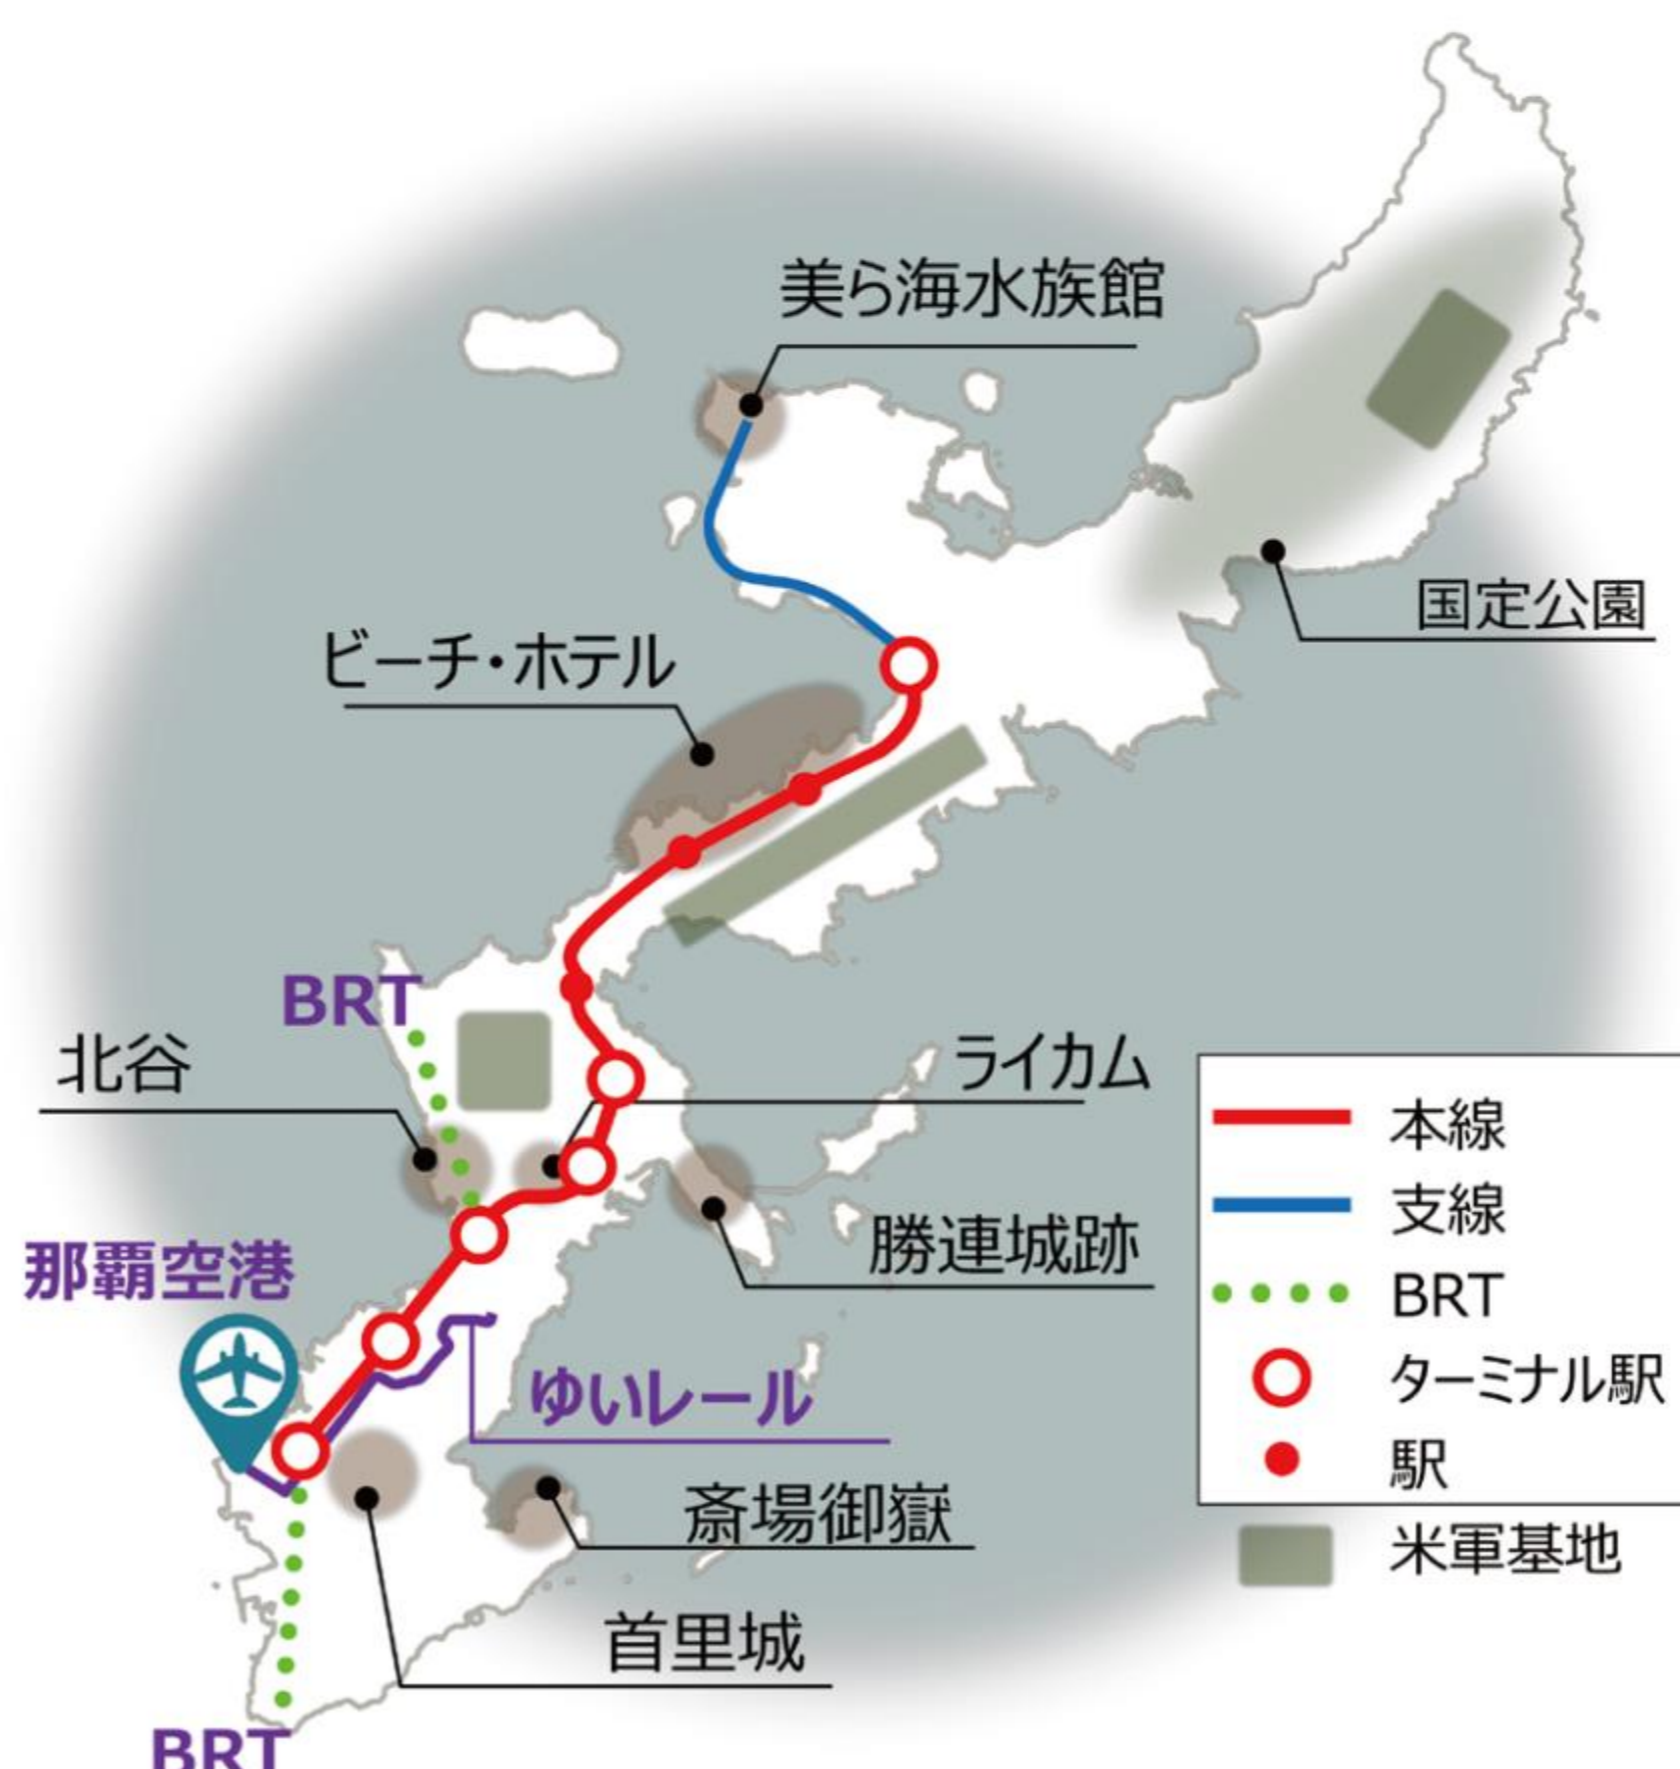 美ら海水族館
国定公園
ビーチ・ホテル
BRT
北谷
ライカム
勝連城跡
那覇空港
ゆいレール
斎場御嶽
首里城
BRT
本線
支線
BRT
ターミナル駅
駅
米軍基地